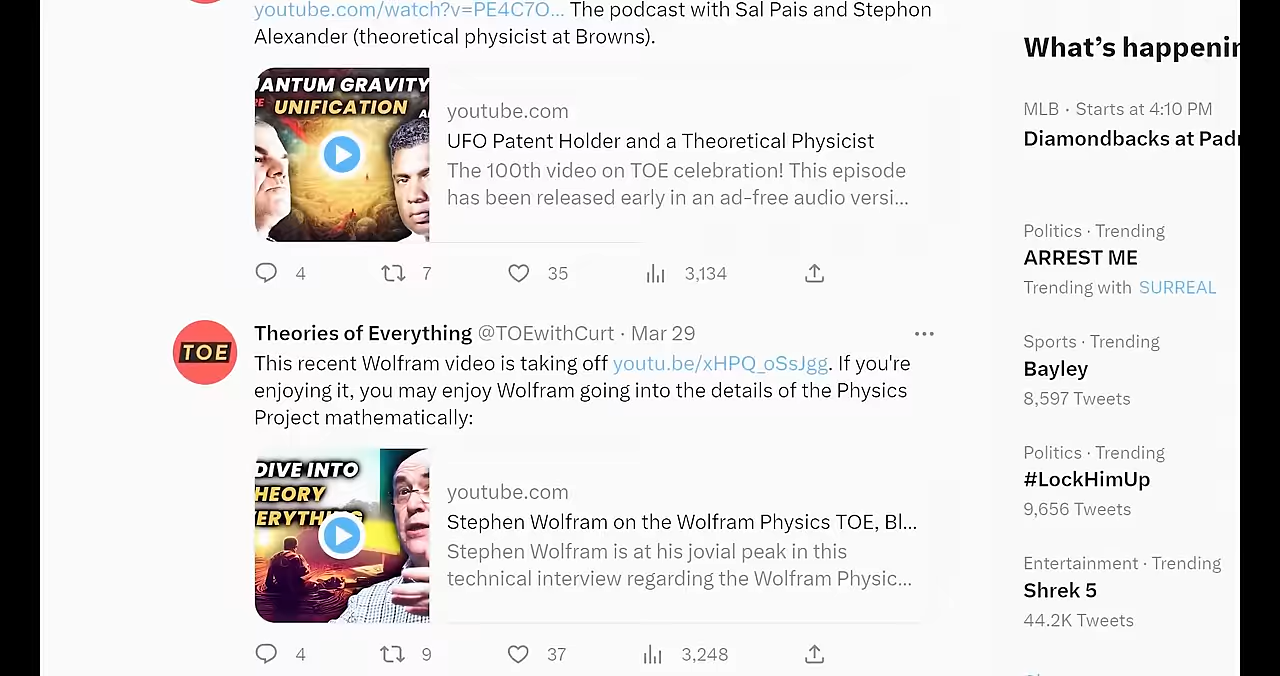 youtube.com/watch?v=PE4C7O... The podcast with Sal Pais and Stephon
Alexander (theoretical physicist at Browns).
ANTUM GRAVITY
UNIFICATION
youtube.com
UFO Patent Holder and a Theoretical Physicist
The 100th video on TOE celebration! This episode
has been released early in an ad-free audio versi...
4 7 35 3,134
TOE
Theories of Everything @TOEwithCurt · Mar 29
This recent Wolfram video is taking off youtu.be/xHPQ_oSsJgg. If you're
enjoying it, you may enjoy Wolfram going into the details of the Physics
Project mathematically:
DIVE INTO
HEORY
ERYTHING
youtube.com
Stephen Wolfram on the Wolfram Physics TOE, Bl...
Stephen Wolfram is at his jovial peak in this
technical interview regarding the Wolfram Physic...
4 9 37 3,248
What's happenin
MLB · Starts at 4:10 PM
Diamondbacks at Padr
Politics · Trending
ARREST ME
Trending with SURREAL
Sports · Trending
Bayley
8,597 Tweets
Politics · Trending
#LockHimUp
9,656 Tweets
Entertainment · Trending
Shrek 5
44.2K Tweets